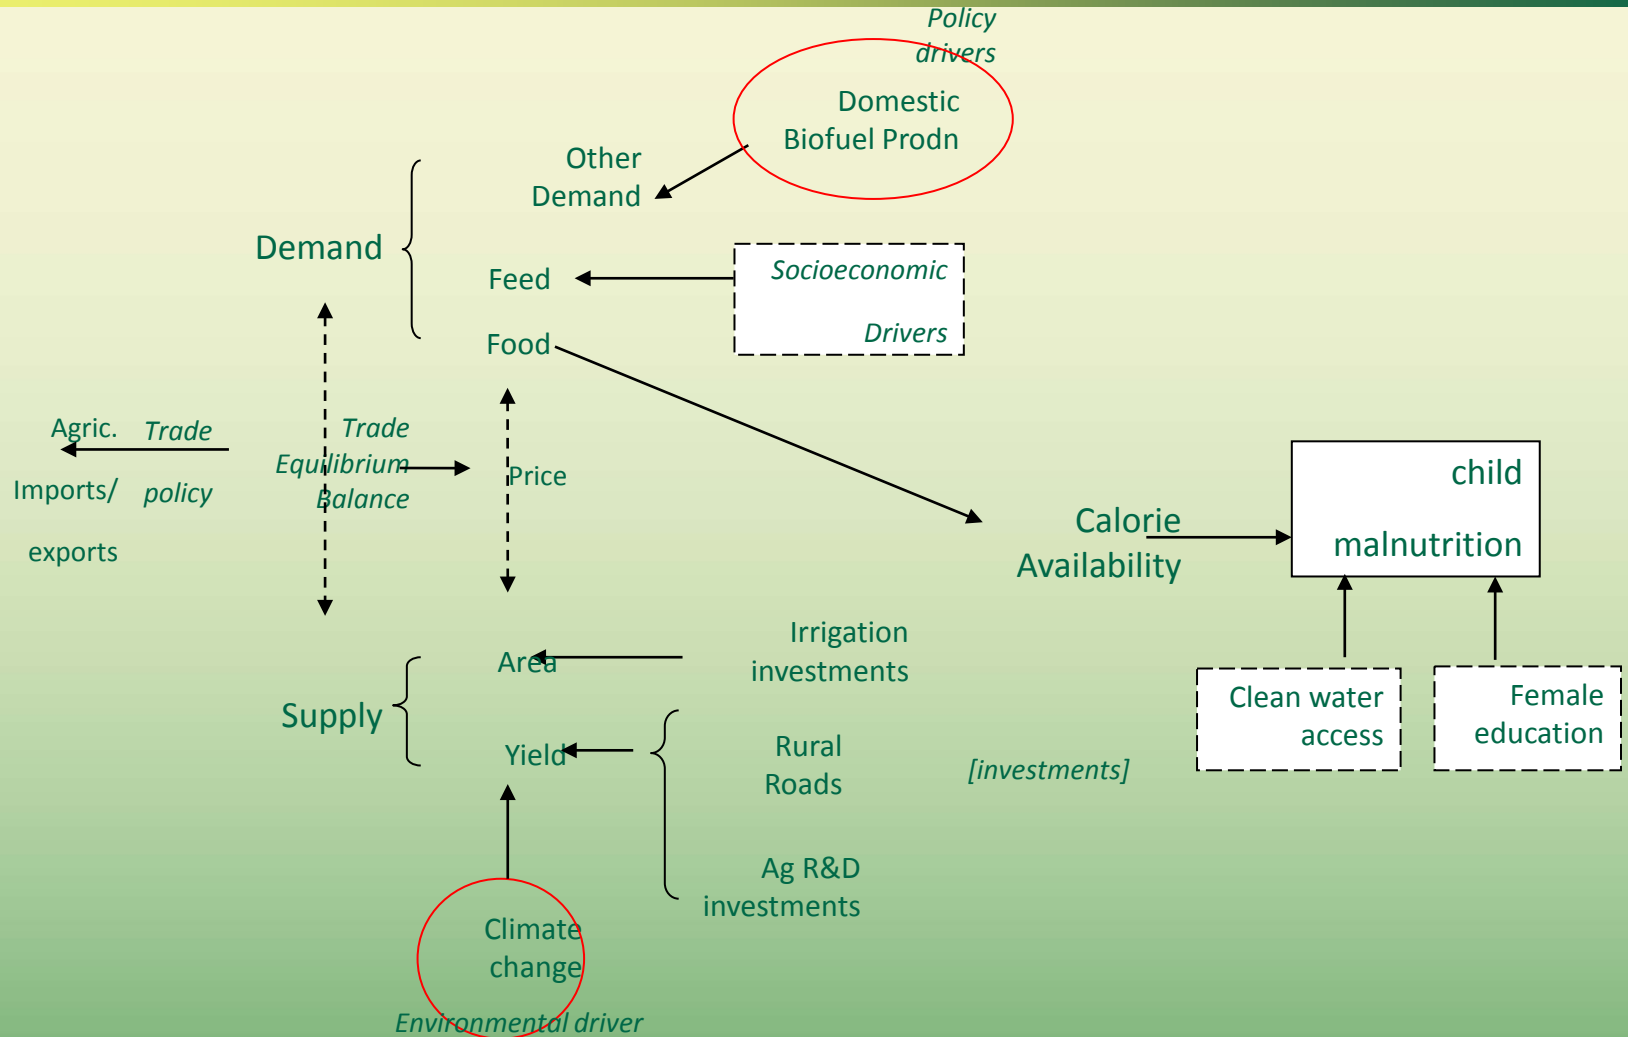 Policy
drivers
Domestic
Biofuel Prodn
Other
Demand
Demand
Feed
Socioeconomic
Drivers
Food
Agric.
Imports/
exports
Trade
policy
Trade
Equilibrium
Balance
Price
Calorie
Availability
child
malnutrition
Irrigation
investments
Area
Supply
Yield
Rural
Roads
[investments]
Clean water
access
Female
education
Ag R&D
investments
Climate
change
Environmental driver